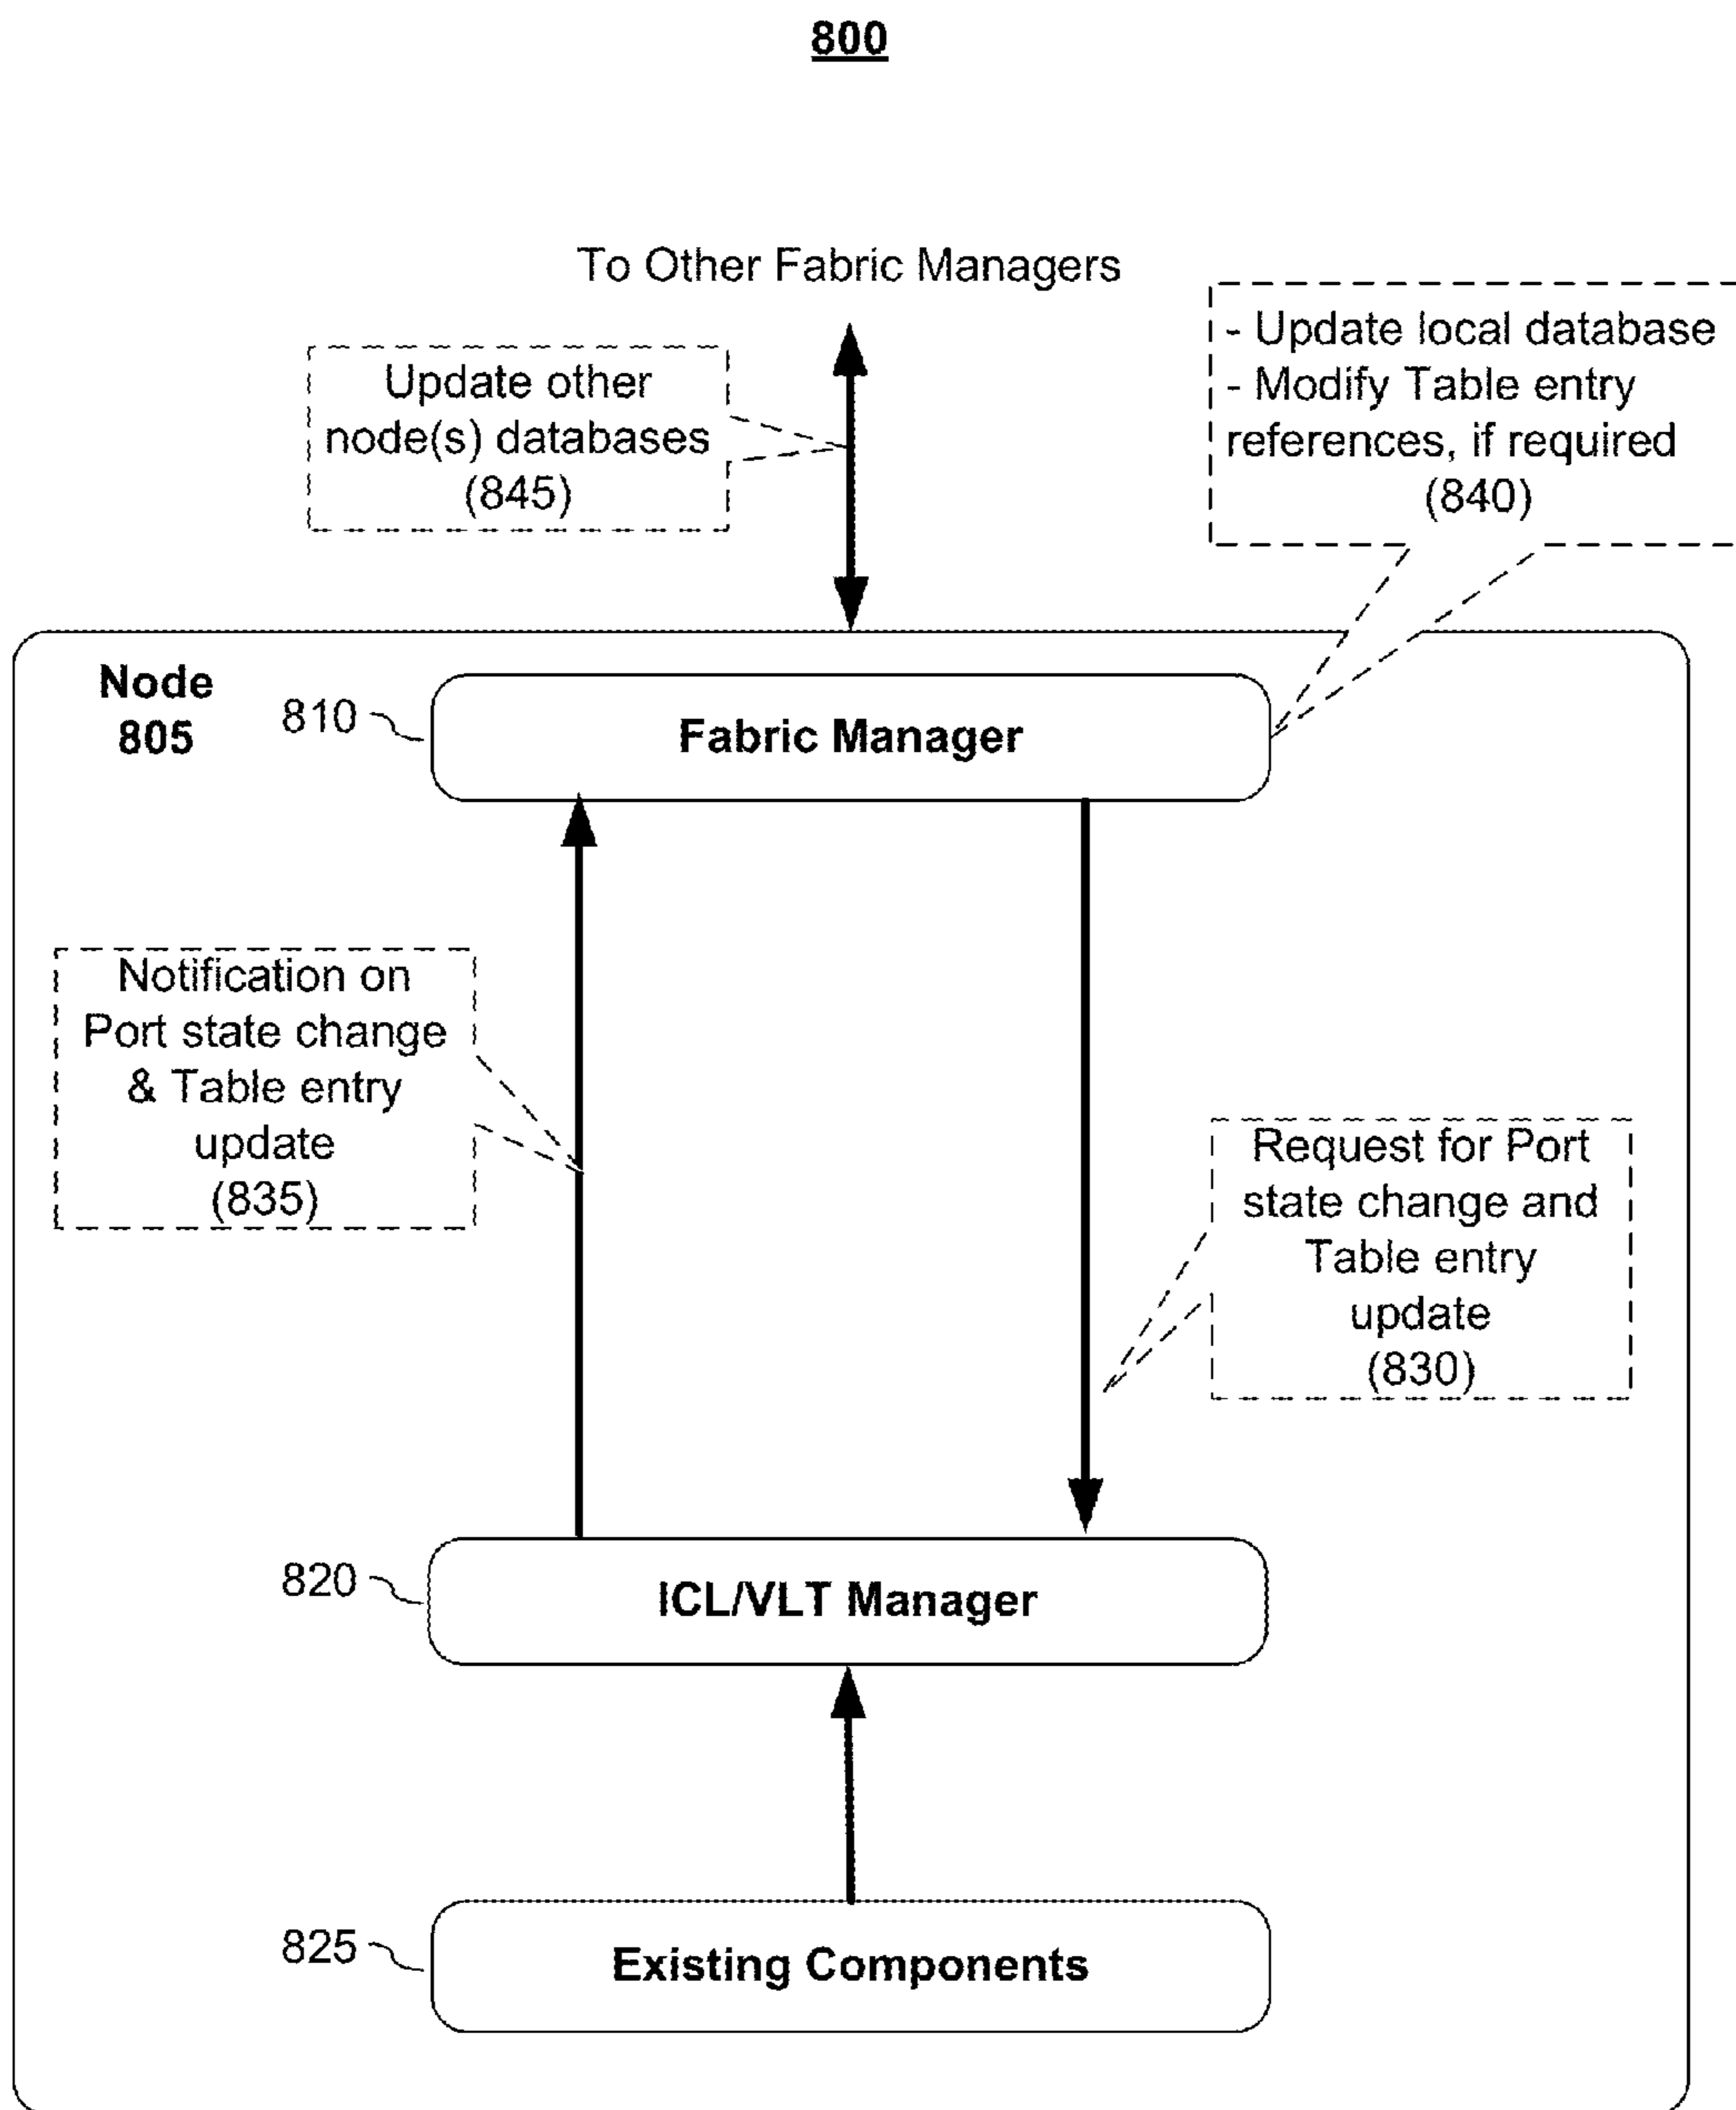 800
To Other Fabric Managers
Update other
node(s) databases
(845)
- Update local database
- Modify Table entry
references, if required
(840)
Node
805
810
Fabric Manager
Notification on
Port state change
& Table entry
update
(835)
Request for Port
state change and
Table entry
update
(830)
820
ICL/VLT Manager
825
Existing Components